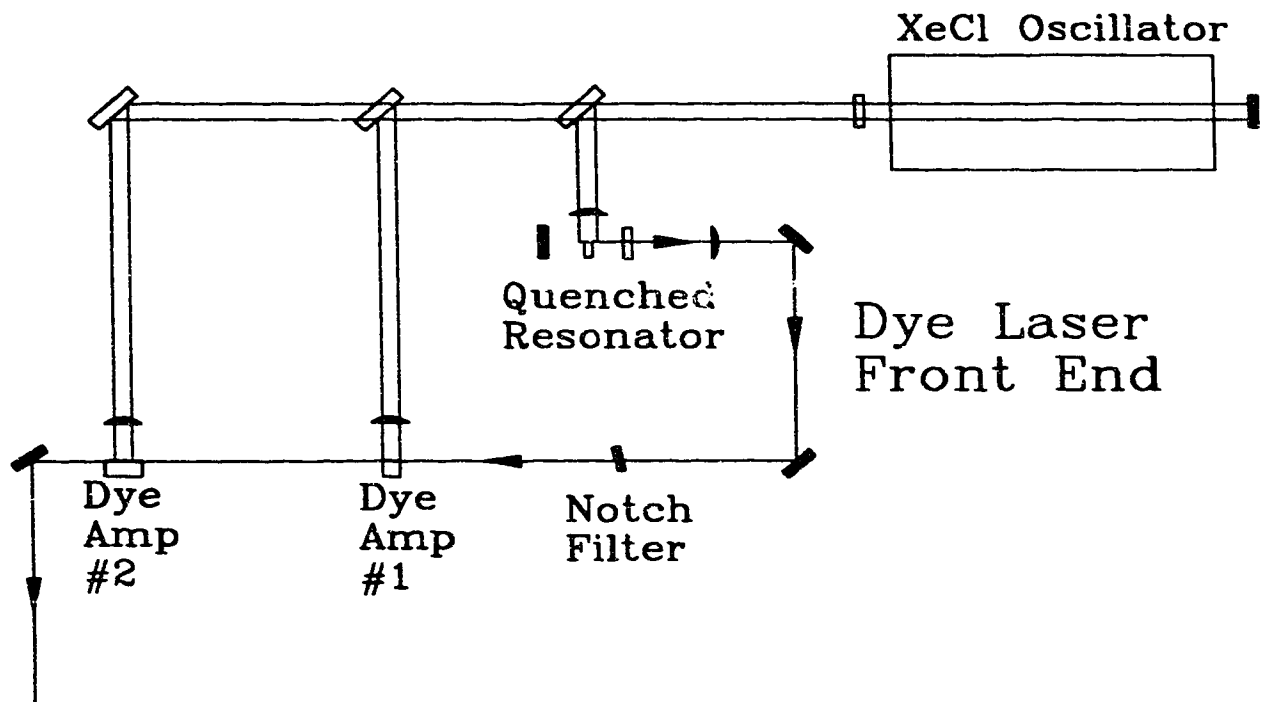 XeCl Oscillator
Quenched
Resonator
Dye Laser
Front End
Dye
Amp
#2
Dye
Amp
#1
Notch
Filter